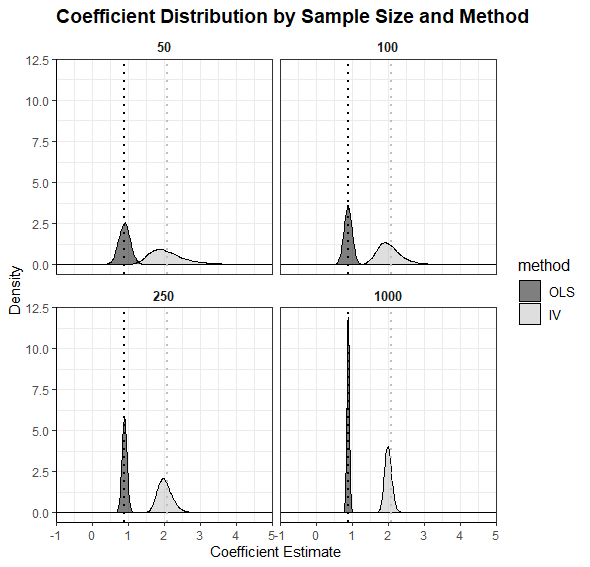 Coefficient Distribution by Sample Size and Method
50
100
12.5
10.0
7.5
5.0
2.5
0.0
Density
250
1000
12.5
10.0
7.5
5.0
2.5
0.0
-1 0 1 2 3 4 5 -1 0 1 2 3 4 5
Coefficient Estimate
method
OLS
IV